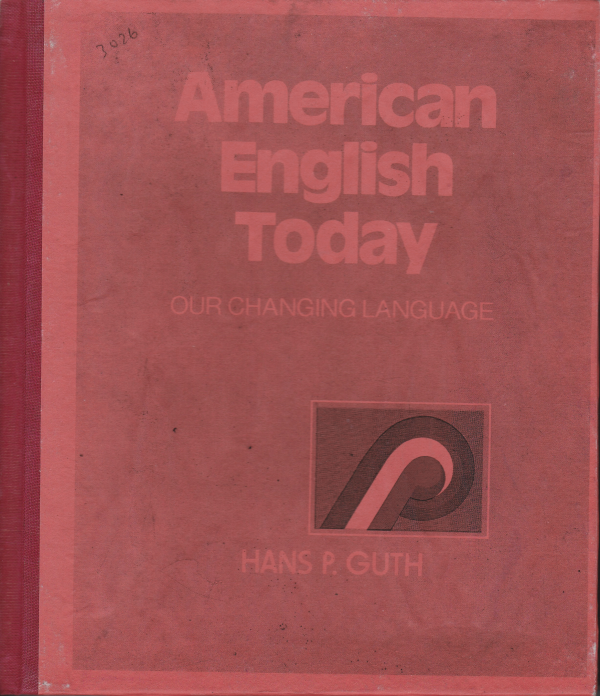 3026
American
English
Today
OUR CHANGING LANGUAGE
HANS P. GUTH